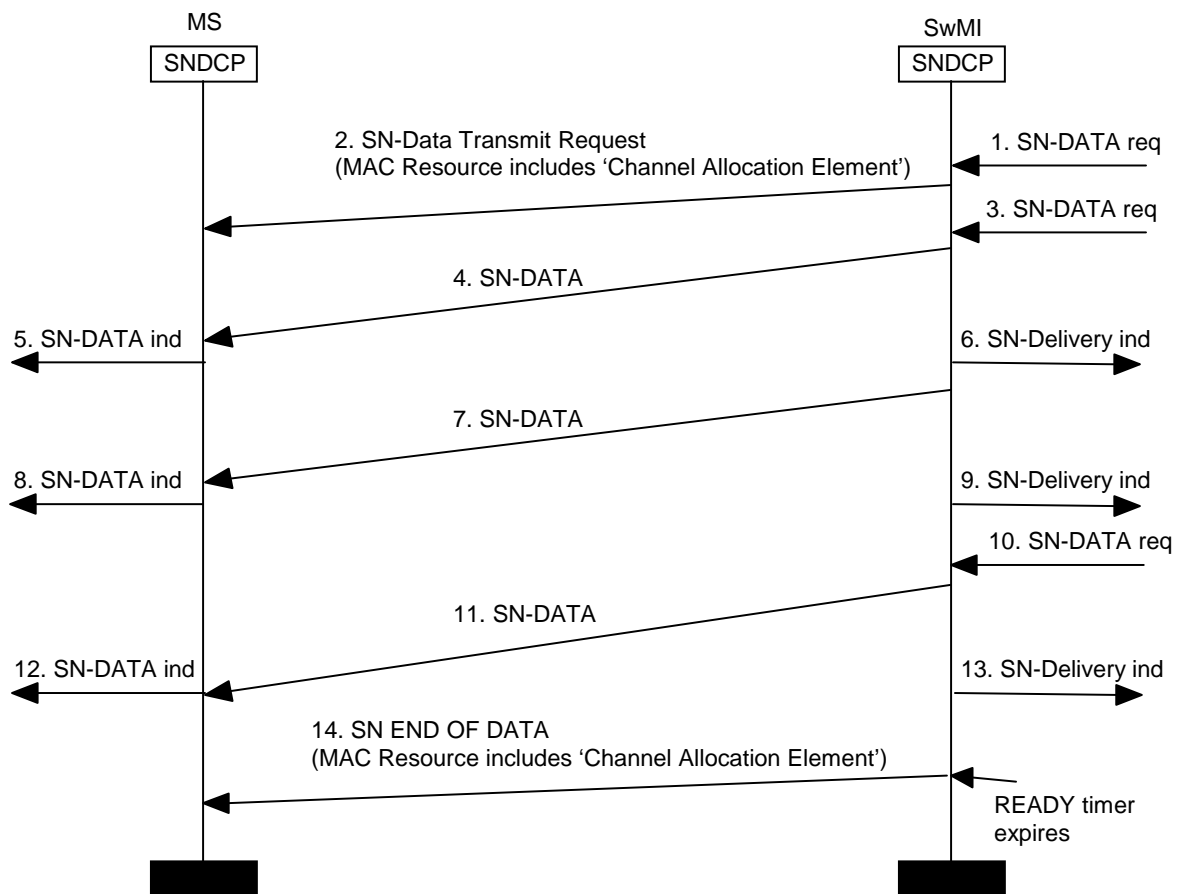 MS
SwMI
SNDCP
SNDCP
2. SN-Data Transmit Request
(MAC Resource includes ‘Channel Allocation Element’)
1. SN-DATA req
3. SN-DATA req
4. SN-DATA
5. SN-DATA ind
6. SN-Delivery ind
7. SN-DATA
8. SN-DATA ind
9. SN-Delivery ind
10. SN-DATA req
11. SN-DATA
12. SN-DATA ind
13. SN-Delivery ind
14. SN END OF DATA
(MAC Resource includes ‘Channel Allocation Element’)
READY timer
expires